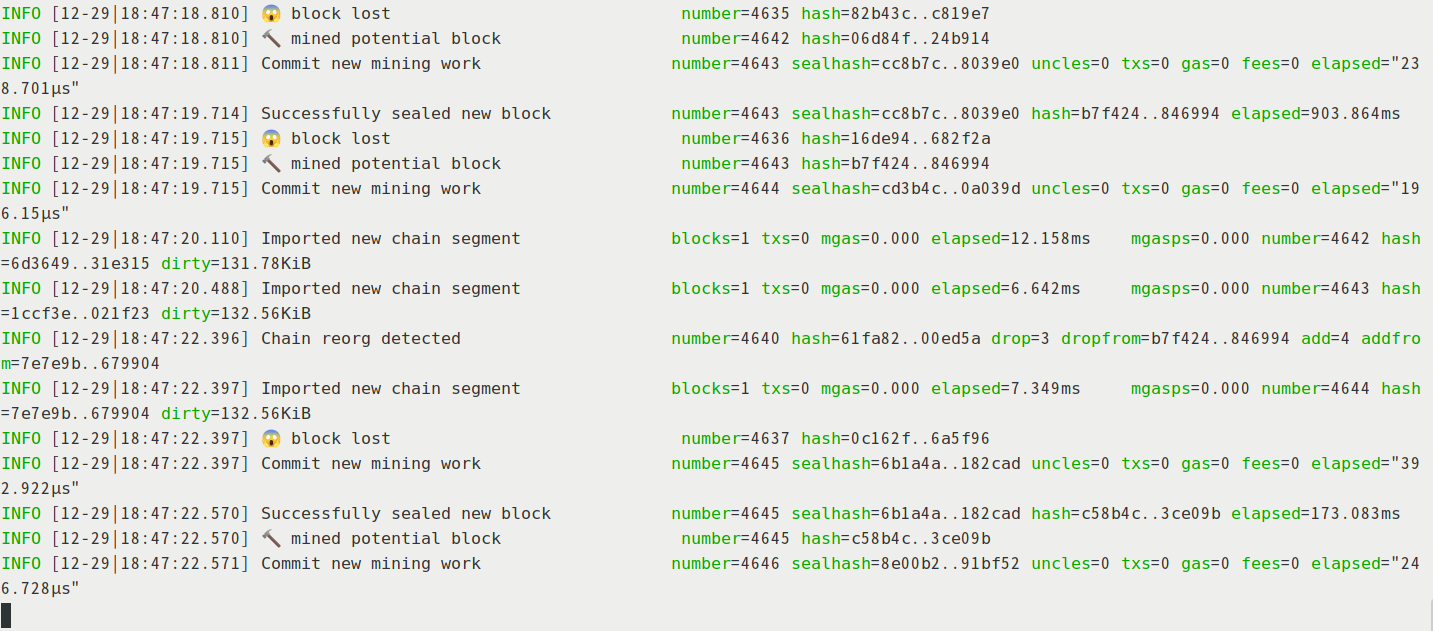 INFO [12-29|18:47:18.810] 😱 block lost                             number=4635 hash=82b43c..c819e7
INFO [12-29|18:47:18.810] 🔨 mined potential block                  number=4642 hash=06d84f..24b914
INFO [12-29|18:47:18.811] Commit new mining work                   number=4643 sealhash=cc8b7c..8039e0 uncles=0 txs=0 gas=0 fees=0 elapsed="23
8.701µs"
INFO [12-29|18:47:19.714] Successfully sealed new block            number=4643 sealhash=cc8b7c..8039e0 hash=b7f424..846994 elapsed=903.864ms
INFO [12-29|18:47:19.715] 😱 block lost                             number=4636 hash=16de94..682f2a
INFO [12-29|18:47:19.715] 🔨 mined potential block                  number=4643 hash=b7f424..846994
INFO [12-29|18:47:19.715] Commit new mining work                   number=4644 sealhash=cd3b4c..0a039d uncles=0 txs=0 gas=0 fees=0 elapsed="19
6.15µs"
INFO [12-29|18:47:20.110] Imported new chain segment               blocks=1 txs=0 mgas=0.000 elapsed=12.158ms    mgasps=0.000 number=4642 hash
=6d3649..31e315 dirty=131.78KiB
INFO [12-29|18:47:20.488] Imported new chain segment               blocks=1 txs=0 mgas=0.000 elapsed=6.642ms     mgasps=0.000 number=4643 hash
=1ccf3e..021f23 dirty=132.56KiB
INFO [12-29|18:47:22.396] Chain reorg detected                     number=4640 hash=61fa82..00ed5a drop=3 dropfrom=b7f424..846994 add=4 addfro
m=7e7e9b..679904
INFO [12-29|18:47:22.397] Imported new chain segment               blocks=1 txs=0 mgas=0.000 elapsed=7.349ms     mgasps=0.000 number=4644 hash
=7e7e9b..679904 dirty=132.56KiB
INFO [12-29|18:47:22.397] 😱 block lost                             number=4637 hash=0c162f..6a5f96
INFO [12-29|18:47:22.397] Commit new mining work                   number=4645 sealhash=6b1a4a..182cad uncles=0 txs=0 gas=0 fees=0 elapsed="39
2.922µs"
INFO [12-29|18:47:22.570] Successfully sealed new block            number=4645 sealhash=6b1a4a..182cad hash=c58b4c..3ce09b elapsed=173.083ms
INFO [12-29|18:47:22.570] 🔨 mined potential block                  number=4645 hash=c58b4c..3ce09b
INFO [12-29|18:47:22.571] Commit new mining work                   number=4646 sealhash=8e00b2..91bf52 uncles=0 txs=0 gas=0 fees=0 elapsed="24
6.728µs"